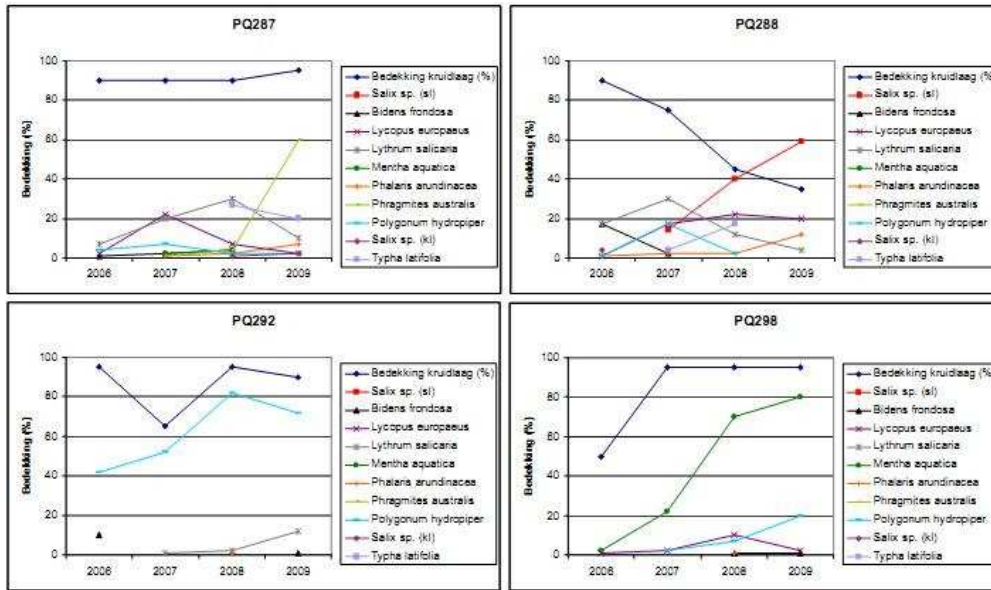 PQ287
Bedekking (%)
100
80
60
40
20
0
2006 2007 2008 2009
Bedekking kruidlaag (%)
Salix sp. (sl)
Bidens frondosa
Lycopus europaeus
Lythrum salicaria
Mentha aquatica
Phalaris arundinacea
Phragmites australis
Polygonum hydropiper
Salix sp. (kl)
Typha latifolia
PQ288
Bedekking (%)
100
80
60
40
20
0
2006 2007 2008 2009
Bedekking kruidlaag (%)
Salix sp. (sl)
Bidens frondosa
Lycopus europaeus
Lythrum salicaria
Mentha aquatica
Phalaris arundinacea
Phragmites australis
Polygonum hydropiper
Salix sp. (kl)
Typha latifolia
PQ292
Bedekking (%)
100
80
60
40
20
0
2006 2007 2008 2009
Bedekking kruidlaag (%)
Salix sp. (sl)
Bidens frondosa
Lycopus europaeus
Lythrum salicaria
Mentha aquatica
Phalaris arundinacea
Phragmites australis
Polygonum hydropiper
Salix sp. (kl)
Typha latifolia
PQ298
Bedekking (%)
100
80
60
40
20
0
2006 2007 2008 2009
Bedekking kruidlaag (%)
Salix sp. (sl)
Bidens frondosa
Lycopus europaeus
Lythrum salicaria
Mentha aquatica
Phalaris arundinacea
Phragmites australis
Polygonum hydropiper
Salix sp. (kl)
Typha latifolia